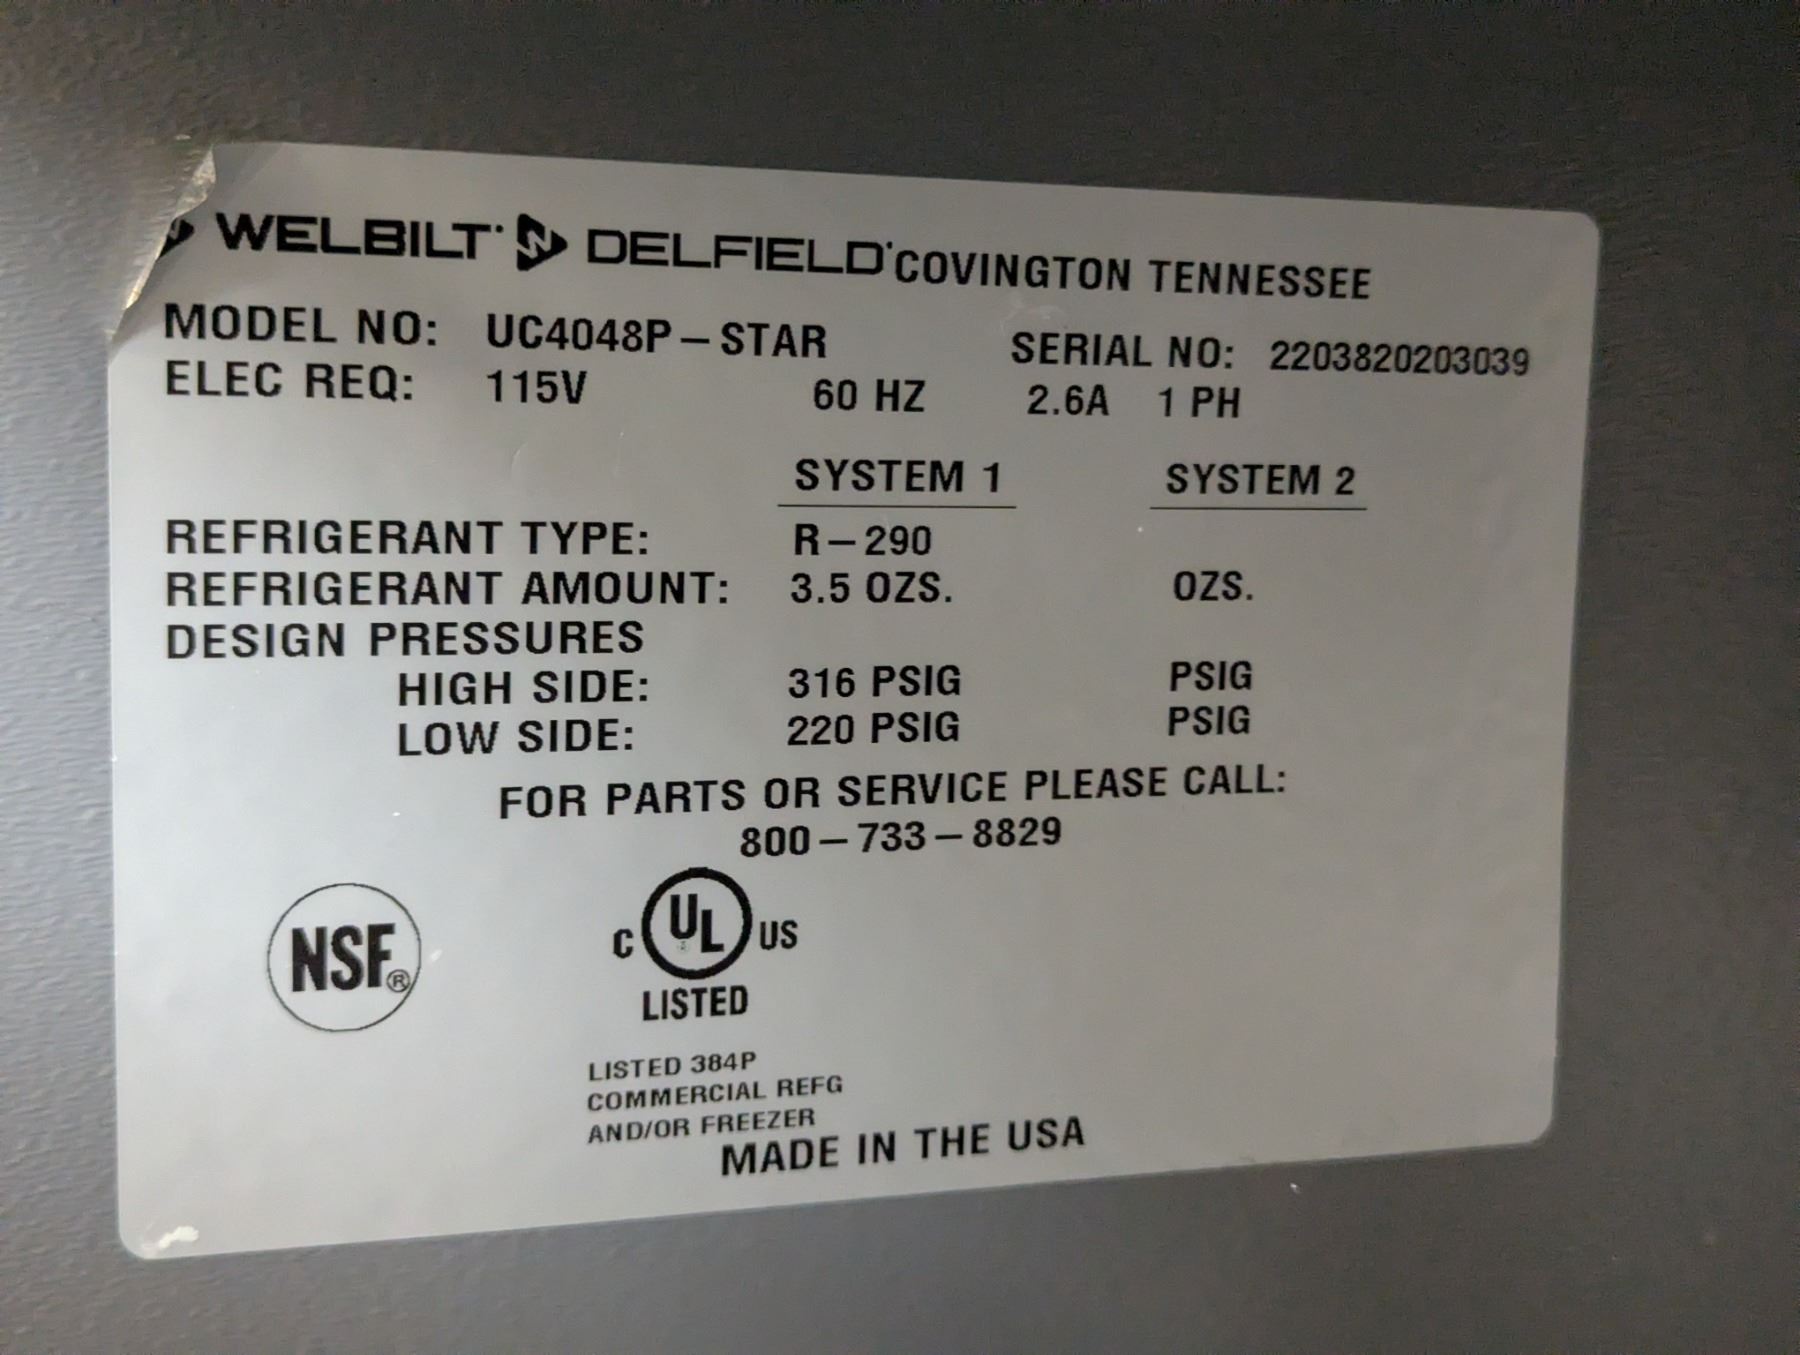 WELBILT DELFIELD COVINGTON TENNESSEE
MODEL NO: UC4048P-STAR SERIAL NO: 2203820203039
ELEC REQ: 115V 60 HZ 2.6A 1 PH
SYSTEM 1 SYSTEM 2
REFRIGERANT TYPE: R-290
REFRIGERANT AMOUNT: 3.5 OZS. OZS.
DESIGN PRESSURES
HIGH SIDE: 316 PSIG PSIG
LOW SIDE: 220 PSIG PSIG
FOR PARTS OR SERVICE PLEASE CALL:
800-733-8829
NSF®
C UL US
LISTED
LISTED 384P
COMMERCIAL REFG
AND/OR FREEZER
MADE IN THE USA